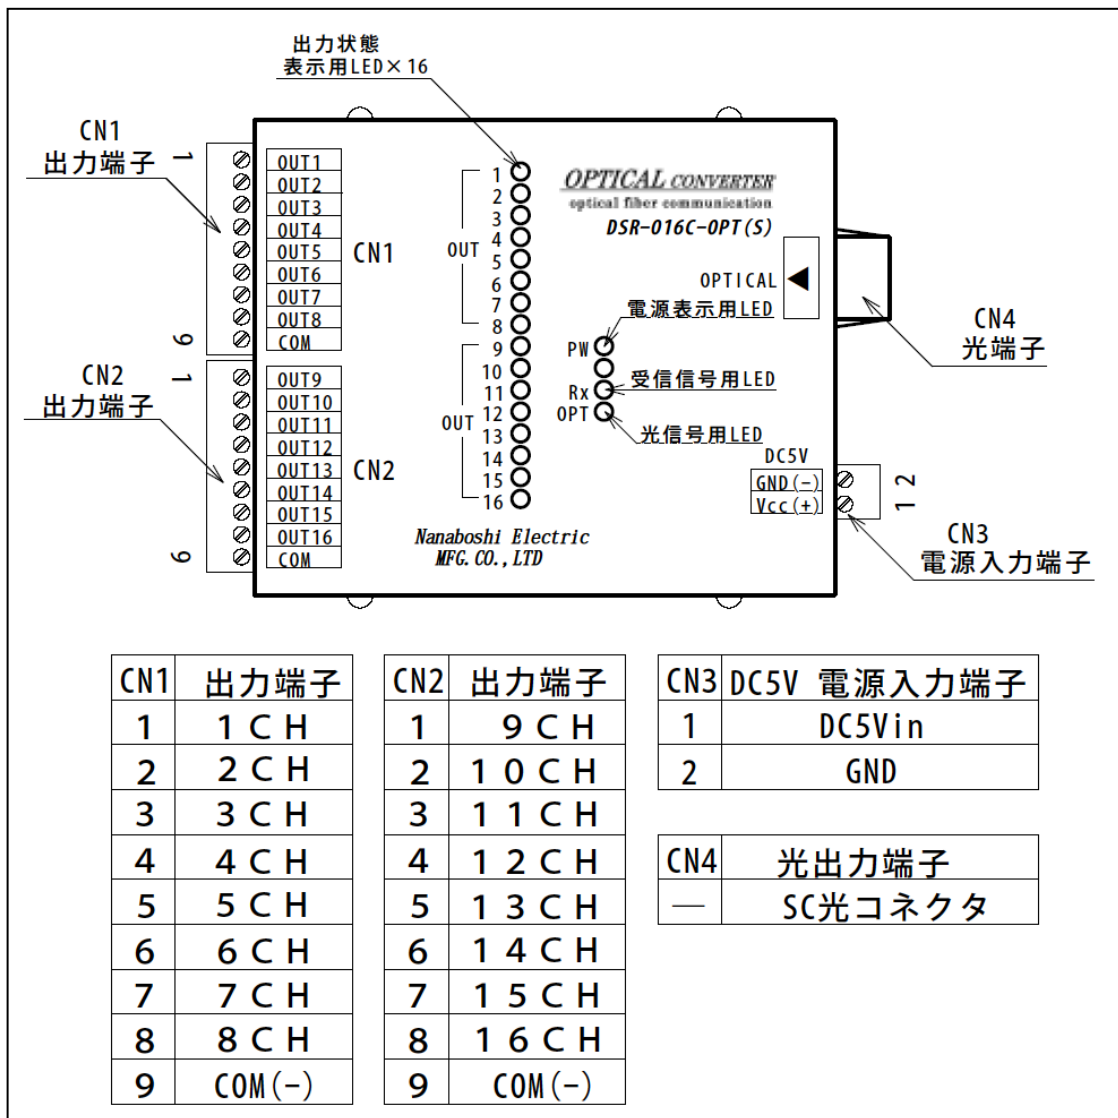 出力状態
表示用LED×16
CN1
出力端子
1
9
OUT1
OUT2
OUT3
OUT4
OUT5
OUT6
OUT7
OUT8
COM
CN1
CN2
出力端子
1
9
OUT9
OUT10
OUT11
OUT12
OUT13
OUT14
OUT15
OUT16
COM
CN2
OUT
1
2
3
4
5
6
7
8
OUT
9
10
11
12
13
14
15
16
OPTICAL CONVERTER
optical fiber communication
DSR-016C-OPT(S)
OPTICAL
電源表示用LED
PW
受信信号用LED
Rx
OPT
光信号用LED
CN4
光端子
DC5V
GND(-)
Vcc(+)
1 2
CN3
電源入力端子
Nanaboshi Electric
MFG.CO.,LTD
CN1 出力端子
1 1CH
2 2CH
3 3CH
4 4CH
5 5CH
6 6CH
7 7CH
8 8CH
9 COM(-)
CN2 出力端子
1 9CH
2 10CH
3 11CH
4 12CH
5 13CH
6 14CH
7 15CH
8 16CH
9 COM(-)
CN3 DC5V 電源入力端子
1 DC5Vin
2 GND
CN4 光出力端子
― SC光コネクタ